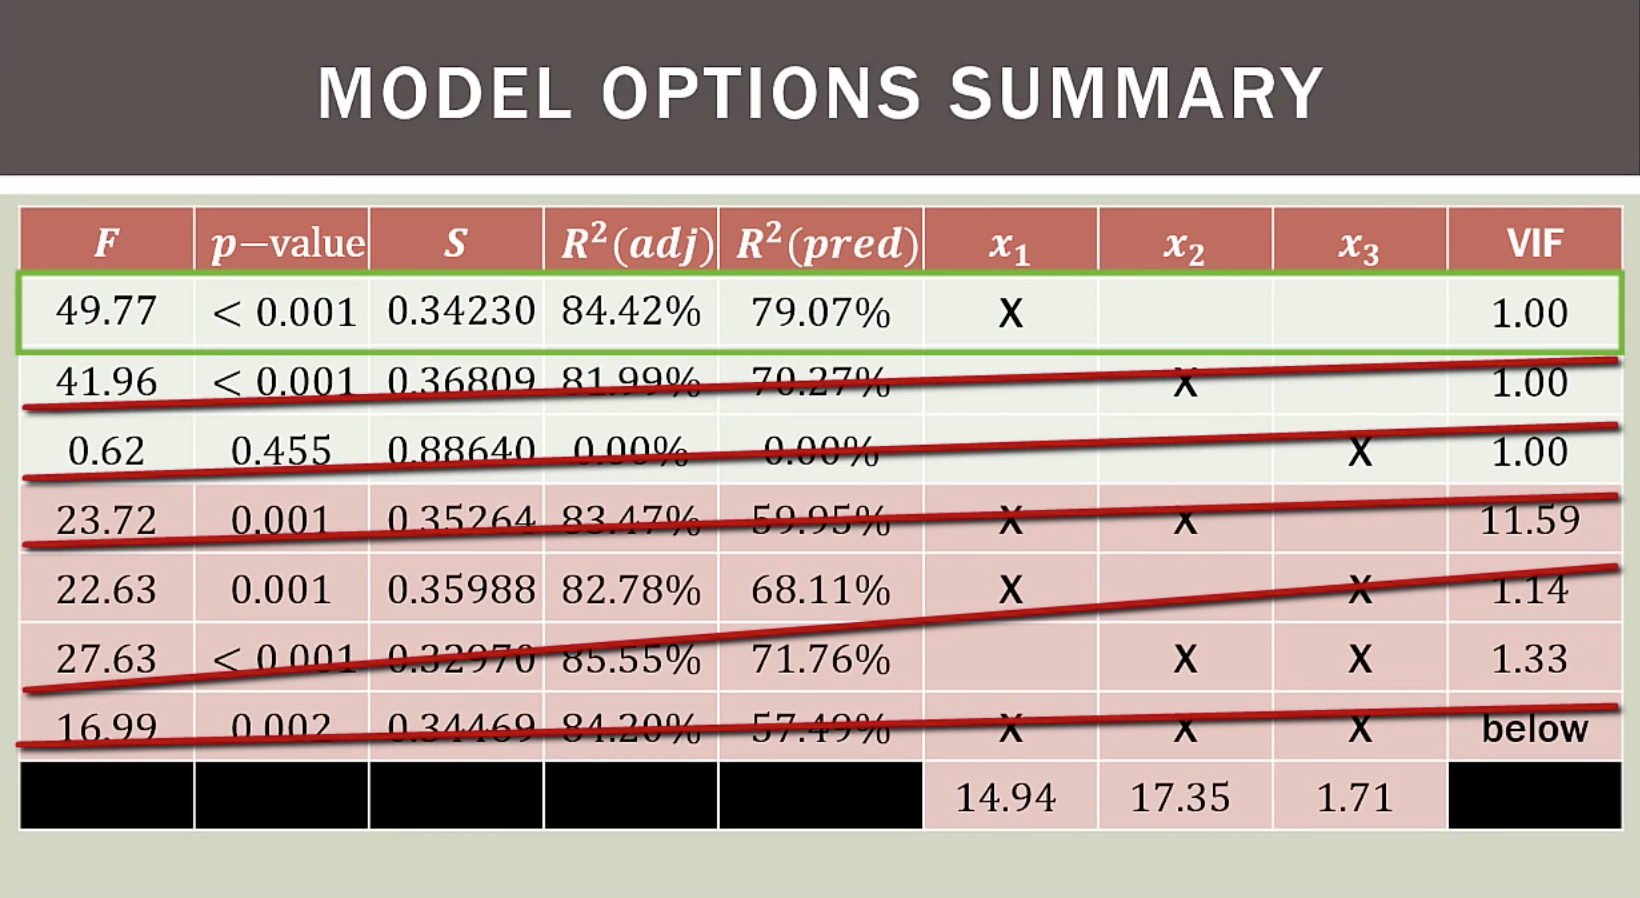 MODEL OPTIONS SUMMARY
F p−value S R²(adj) R²(pred) x₁ x₂ x₃ VIF
49.77 < 0.001 0.34230 84.42% 79.07% X 1.00
41.96 < 0.001 0.36809 81.99% 70.27% X 1.00
0.62 0.455 0.88640 0.00% 0.00% X 1.00
23.72 0.001 0.35264 83.47% 59.95% X X 11.59
22.63 0.001 0.35988 82.78% 68.11% X X 1.14
27.63 < 0.001 0.32970 85.55% 71.76% X X 1.33
16.99 0.002 0.34469 84.20% 57.49% X X X below
14.94 17.35 1.71